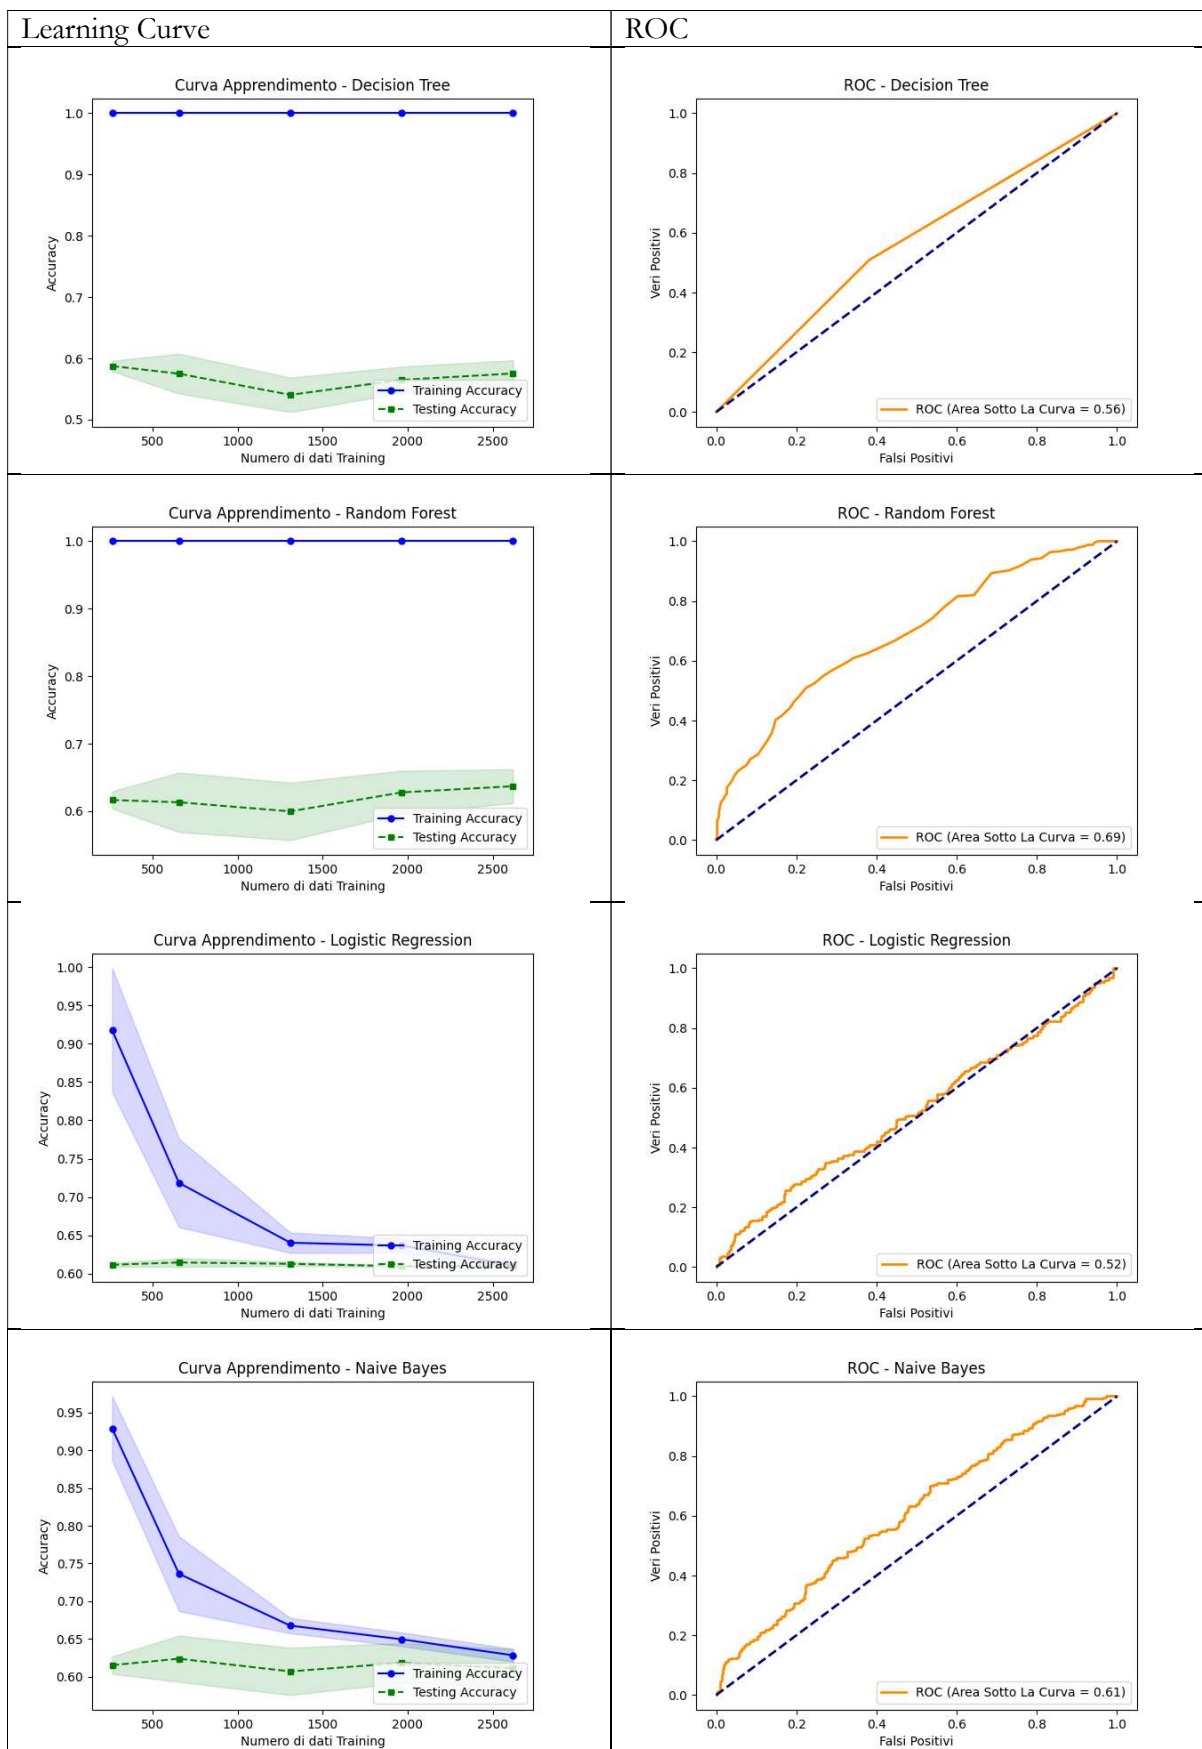 Learning Curve
ROC
Curva Apprendimento - Decision Tree
1.0
0.9
0.8
0.7
0.6
0.5
Accuracy
Training Accuracy
Testing Accuracy
500 1000 1500 2000 2500
Numero di dati Training
ROC - Decision Tree
1.0
0.8
0.6
0.4
0.2
0.0
Veri Positivi
ROC (Area Sotto La Curva = 0.56)
0.0 0.2 0.4 0.6 0.8 1.0
Falsi Positivi
Curva Apprendimento - Random Forest
1.0
0.9
0.8
0.7
0.6
Accuracy
Training Accuracy
Testing Accuracy
500 1000 1500 2000 2500
Numero di dati Training
ROC - Random Forest
1.0
0.8
0.6
0.4
0.2
0.0
Veri Positivi
ROC (Area Sotto La Curva = 0.69)
0.0 0.2 0.4 0.6 0.8 1.0
Falsi Positivi
Curva Apprendimento - Logistic Regression
1.00
0.95
0.90
0.85
0.80
0.75
0.70
0.65
0.60
Accuracy
Training Accuracy
Testing Accuracy
500 1000 1500 2000 2500
Numero di dati Training
ROC - Logistic Regression
1.0
0.8
0.6
0.4
0.2
0.0
Veri Positivi
ROC (Area Sotto La Curva = 0.52)
0.0 0.2 0.4 0.6 0.8 1.0
Falsi Positivi
Curva Apprendimento - Naive Bayes
0.95
0.90
0.85
0.80
0.75
0.70
0.65
0.60
Accuracy
Training Accuracy
Testing Accuracy
500 1000 1500 2000 2500
Numero di dati Training
ROC - Naive Bayes
1.0
0.8
0.6
0.4
0.2
0.0
Veri Positivi
ROC (Area Sotto La Curva = 0.61)
0.0 0.2 0.4 0.6 0.8 1.0
Falsi Positivi